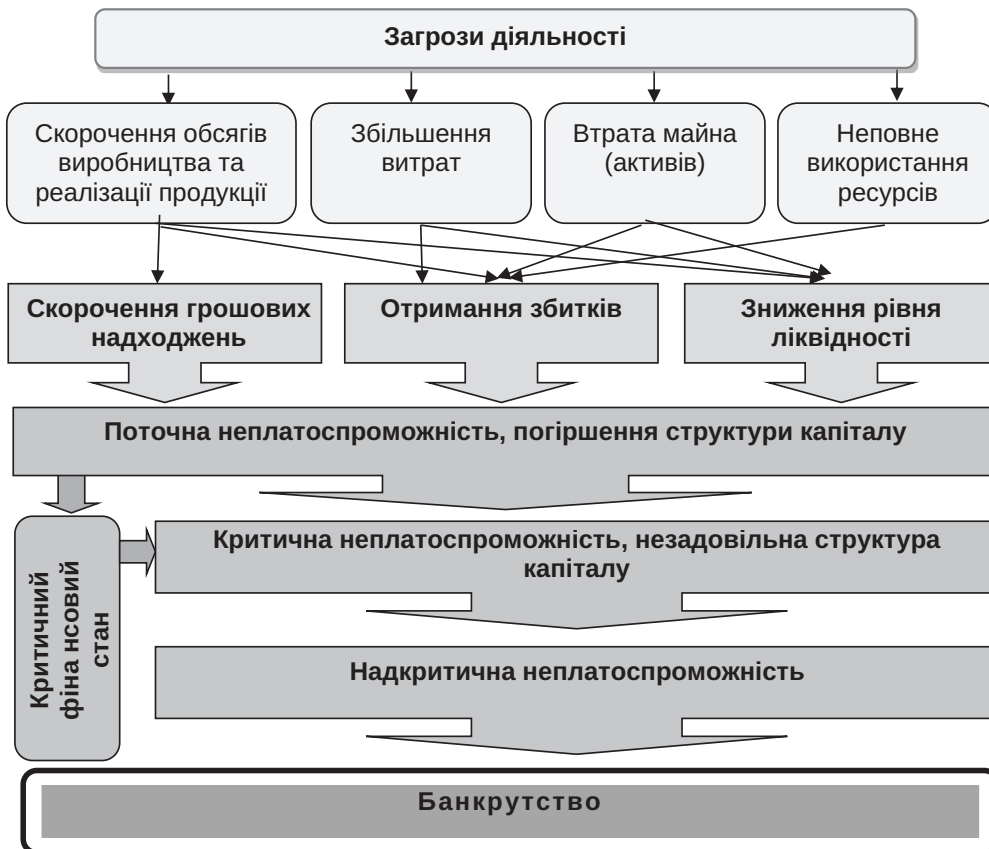 Загрози діяльності
Скорочення обсягів
виробництва та
реалізації продукції
Збільшення
витрат
Втрата майна
(активів)
Неповне
використання
ресурсів
Скорочення грошових
надходжень
Отримання збитків
Зниження рівня
ліквідності
Поточна неплатоспроможність, погіршення структури капіталу
Критичний
фіна нсовий
стан
Критична неплатоспроможність, незадовільна структура
капіталу
Надкритична неплатоспроможність
Банкрутство